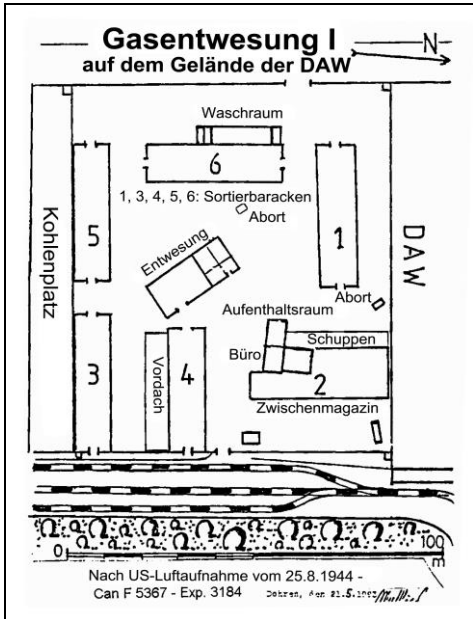 Gasentwesung I
auf dem Gelände der DAW
N
Waschraum
6
1, 3, 4, 5, 6: Sortierbaracken
Abort
5
1
Kohlenplatz
DAW
Entwesung
Abort
Aufenthaltsraum
Schuppen
Büro
3
Vordach
4
2
Zwischenmagazin
0
100
m
Nach US-Luftaufnahme vom 25.8.1944 -
Can F 5367 - Exp. 3184